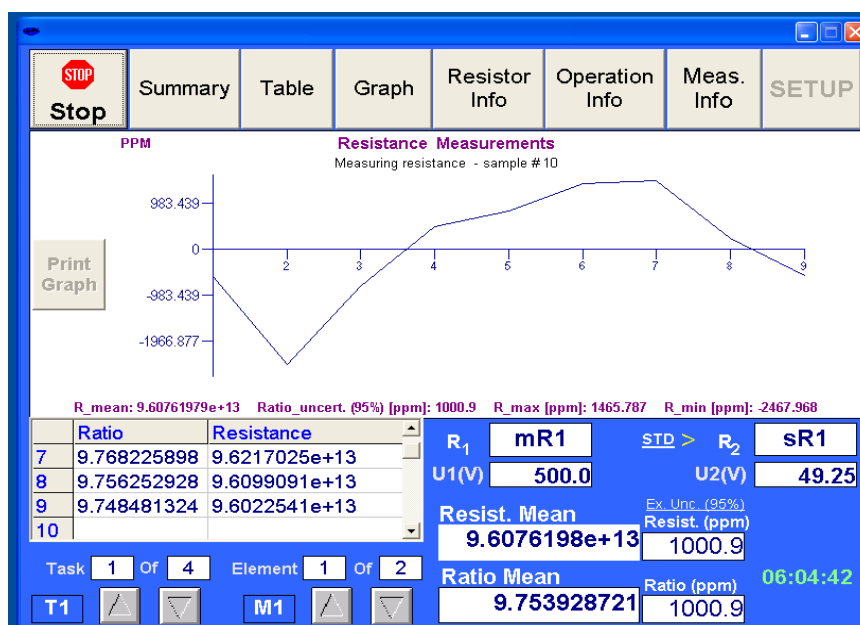 STOP
Stop
Summary
Table
Graph
Resistor Info
Operation Info
Meas. Info
SETUP
PPM
Resistance Measurements
Measuring resistance - sample # 10
983.439
0
-983.439
-1966.877
2 3 4 5 6 7 8 9
Print Graph
R_mean: 9.60761979e+13 Ratio_uncert. (95%) [ppm]: 1000.9 R_max [ppm]: 1465.787 R_min [ppm]: -2467.968
Ratio Resistance
7 9.768225898 9.6217025e+13
8 9.756252928 9.6099091e+13
9 9.748481324 9.6022541e+13
10
R1 mR1 STD > R2 sR1
U1(V) 500.0 U2(V) 49.25
Resist. Mean
9.6076198e+13
Ex. Unc. (95%)
Resist. (ppm)
1000.9
Task 1 Of 4 Element 1 Of 2
Ratio Mean
9.753928721
Ratio (ppm)
1000.9
06:04:42
T1 M1